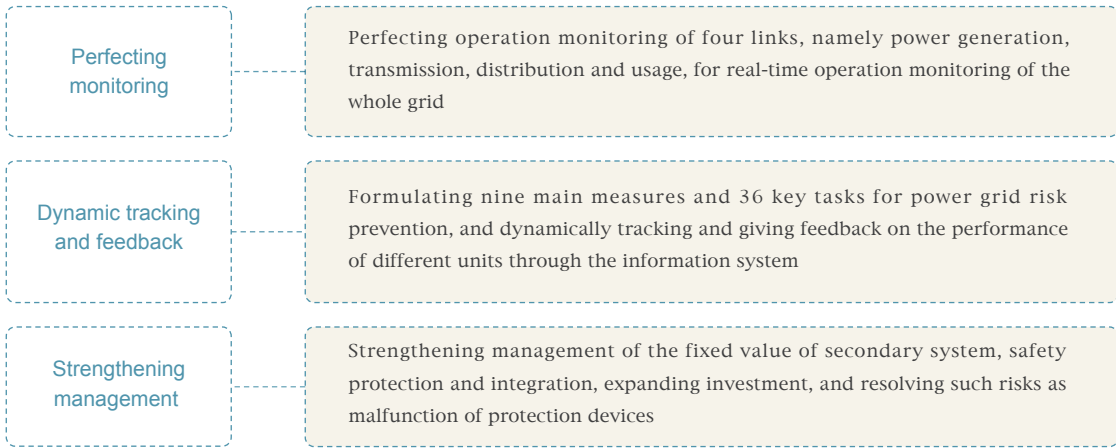 Perfecting
monitoring
Perfecting operation monitoring of four links, namely power generation,
transmission, distribution and usage, for real-time operation monitoring of the
whole grid
Dynamic tracking
and feedback
Formulating nine main measures and 36 key tasks for power grid risk
prevention, and dynamically tracking and giving feedback on the performance
of different units through the information system
Strengthening
management
Strengthening management of the fixed value of secondary system, safety
protection and integration, expanding investment, and resolving such risks as
malfunction of protection devices